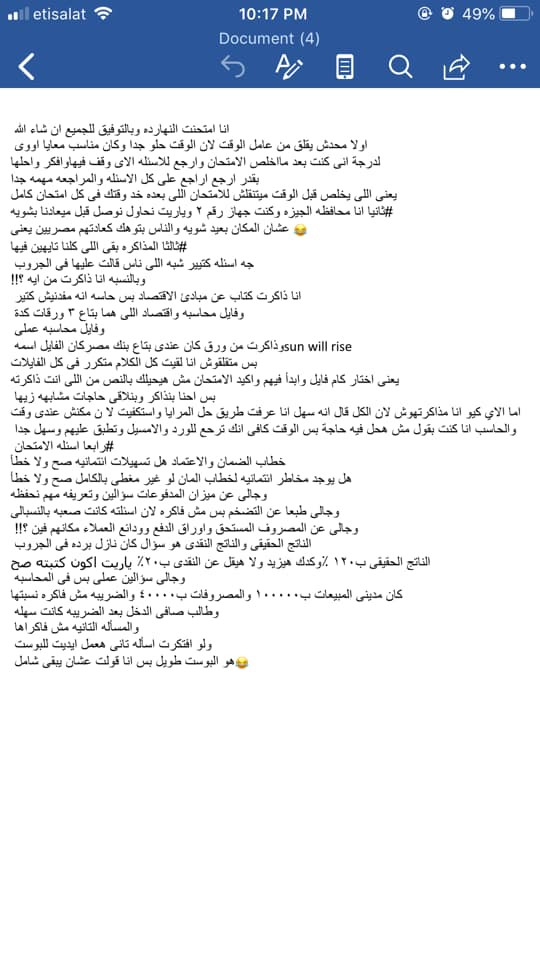 etisalat 10:17 PM 49%
Document (4)
انا امتحنت النهارده وبالتوفيق للجميع ان شاء الله
اولا محدش يقلق من عامل الوقت لان الوقت حلو جدا وكان مناسب معايا اووى
لدرجة انى كنت بعد مااخلص الامتحان وارجع للاسئله الاى وقف فيهاوافكر واحلها
بقدر ارجع اراجع على كل الاسئله والمراجعه مهمه جدا
يعنى اللى يخلص قبل الوقت ميتنقلش للامتحان اللى بعده خد وقتك فى كل امتحان كامل
#ثانيا انا محافظه الجيزه وكنت جهاز رقم ٢ وياريت نحاول نوصل قبل ميعادنا بشويه
عشان المكان بعيد شويه والناس بتوهك كعادتهم مصريين يعنى 😂
#ثالثا المذاكره بقى اللى كلنا تايهين فيها
جه اسئله كتيير شبه اللى ناس قالت عليها فى الجروب
وبالنسبه انا ذاكرت من ايه ؟!!
انا ذاكرت كتاب عن مبادئ الاقتصاد بس حاسه انه مفدنيش كتير
وفايل محاسبه واقتصاد اللى هما بتاع ٣ ورقات كدة
وفايل محاسبه عملى
وذاكرت من ورق كان عندى بتاع بنك مصركان الفايل اسمه sun will rise
بس متقلقوش انا لقيت كل الكلام متكرر فى كل الفايلات
يعنى اختار كام فايل وابدأ فيهم واكيد الامتحان مش هيجيلك بالنص من اللى انت ذاكرته
بس احنا بنذاكر وبنلاقى حاجات مشابهه زيها
اما الاي كيو انا مذاكرتهوش لان الكل قال انه سهل انا عرفت طريق حل المرايا واستكفيت لا ن مكنش عندى وقت
والحاسب انا كنت بقول مش هحل فيه حاجة بس الوقت كافى انك ترجع للورد والامسيل وتطبق عليهم وسهل جدا
#رابعا اسئله الامتحان
خطاب الضمان والاعتماد هل تسهيلات ائتمانيه صح ولا خطأ
هل يوجد مخاطر ائتمانيه لخطاب المان لو غير مغطى بالكامل صح ولا خطأ
وجالى عن ميزان المدفوعات سؤالين وتعريفه مهم نحفظه
وجالى طبعا عن التضخم بس مش فاكره لان اسئلته كانت صعبه بالنسبالى
وجالى عن المصروف المستحق واوراق الدفع وودائع العملاء مكانهم فين ؟!!
الناتج الحقيقى والناتج النقدى هو سؤال كان نازل برده فى الجروب
الناتج الحقيقى ب١٢٠ ٪وكدك هيزيد ولا هيقل عن النقدى ب٢٠٪ ياريت اكون كتبته صح
وجالى سؤالين عملى بس فى المحاسبه
كان مدينى المبيعات ب١٠٠٠٠٠ والمصروفات ب٤٠٠٠٠ والضريبه مش فاكره نسبتها
وطالب صافى الدخل بعد الضريبه كانت سهله
والمسأله التانيه مش فاكراها
ولو افتكرت اسأله تانى هعمل ايديت للبوست
هو البوست طويل بس انا قولت عشان يبقى شامل😂